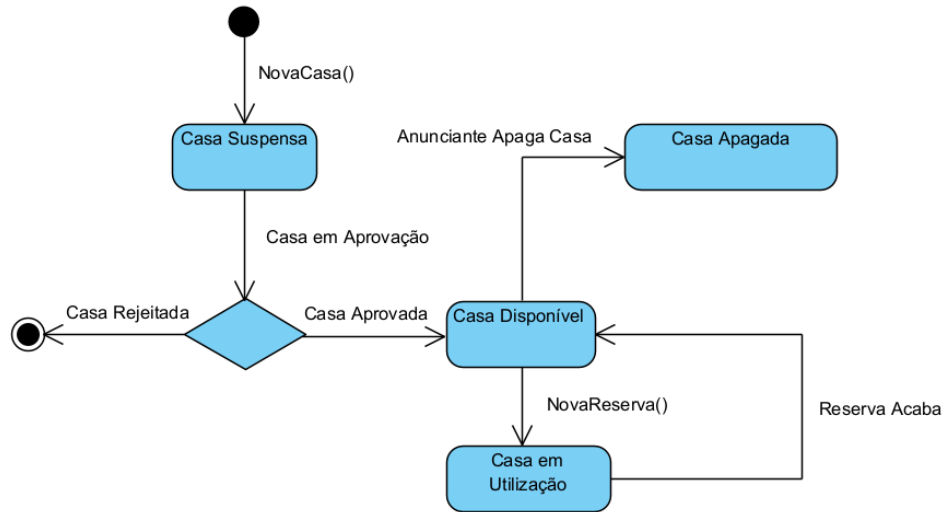 NovaCasa()
Casa Suspensa
Anunciante Apaga Casa
Casa Apagada
Casa em Aprovação
Casa Rejeitada
Casa Aprovada
Casa Disponível
NovaReserva()
Reserva Acaba
Casa em
Utilização